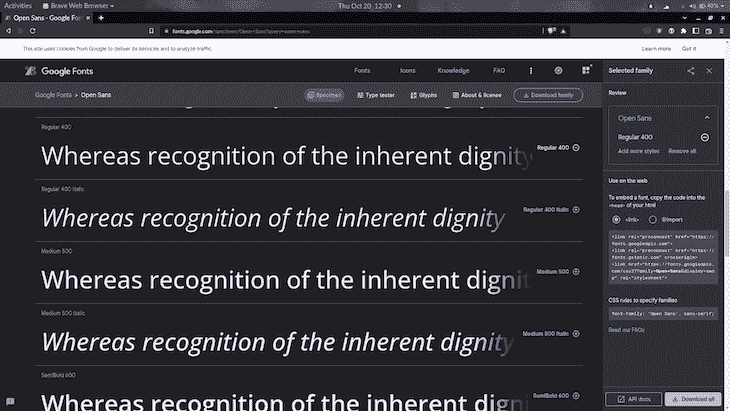 Activities Brave Web Browser Thu Oct 20, 12:30 40%
Open Sans - Google Fon
fonts.google.com/specimen/Open+Sans?query=open+sans
This site uses cookies from Google to deliver its services and to analyze traffic. Learn more Got it
Google Fonts Fonts Icons Knowledge FAQ
Google Fonts > Open Sans Specimen Type tester Glyphs About & license Download family
Regular 400
Whereas recognition of the inherent dignity Regular 400
Regular 400 Italic
Whereas recognition of the inherent dignity Regular 400 Italic
Medium 500
Whereas recognition of the inherent dignit Medium 500
Medium 500 Italic
Whereas recognition of the inherent dignity Medium 500 Italic
SemiBold 600
Whereas recognition of the inherent digni SemiBold 600
Selected family
Review
Open Sans
Regular 400
Add more styles Remove all
Use on the web
To embed a font, copy the code into the
<head> of your html
<link> @import
<link rel="preconnect" href="https://
fonts.googleapis.com">
<link rel="preconnect" href="https://
fonts.gstatic.com" crossorigin>
<link href="https://fonts.googleapis.
com/css2?family=Open+Sans&display=swa
p" rel="stylesheet">
CSS rules to specify families
font-family: 'Open Sans', sans-serif;
Read our FAQs
API docs Download all